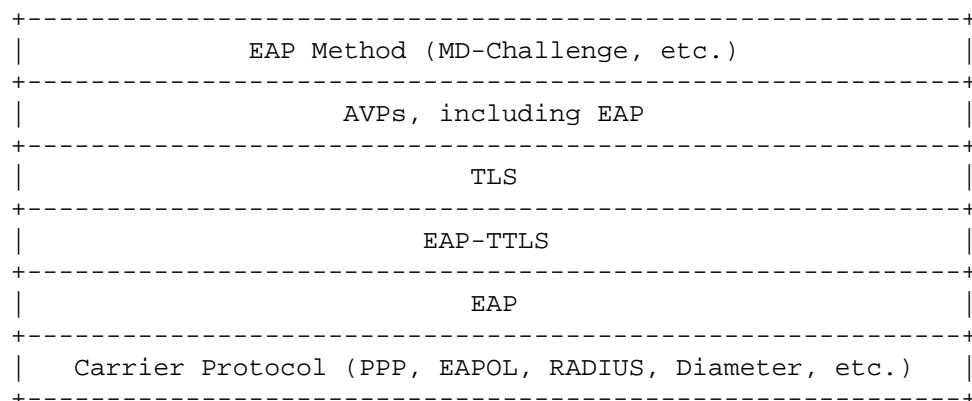 +---------------------------------------------------------+
| EAP Method (MD-Challenge, etc.) |
+---------------------------------------------------------+
| AVPs, including EAP |
+---------------------------------------------------------+
| TLS |
+---------------------------------------------------------+
| EAP-TTLS |
+---------------------------------------------------------+
| EAP |
+---------------------------------------------------------+
| Carrier Protocol (PPP, EAPOL, RADIUS, Diameter, etc.) |
+---------------------------------------------------------+